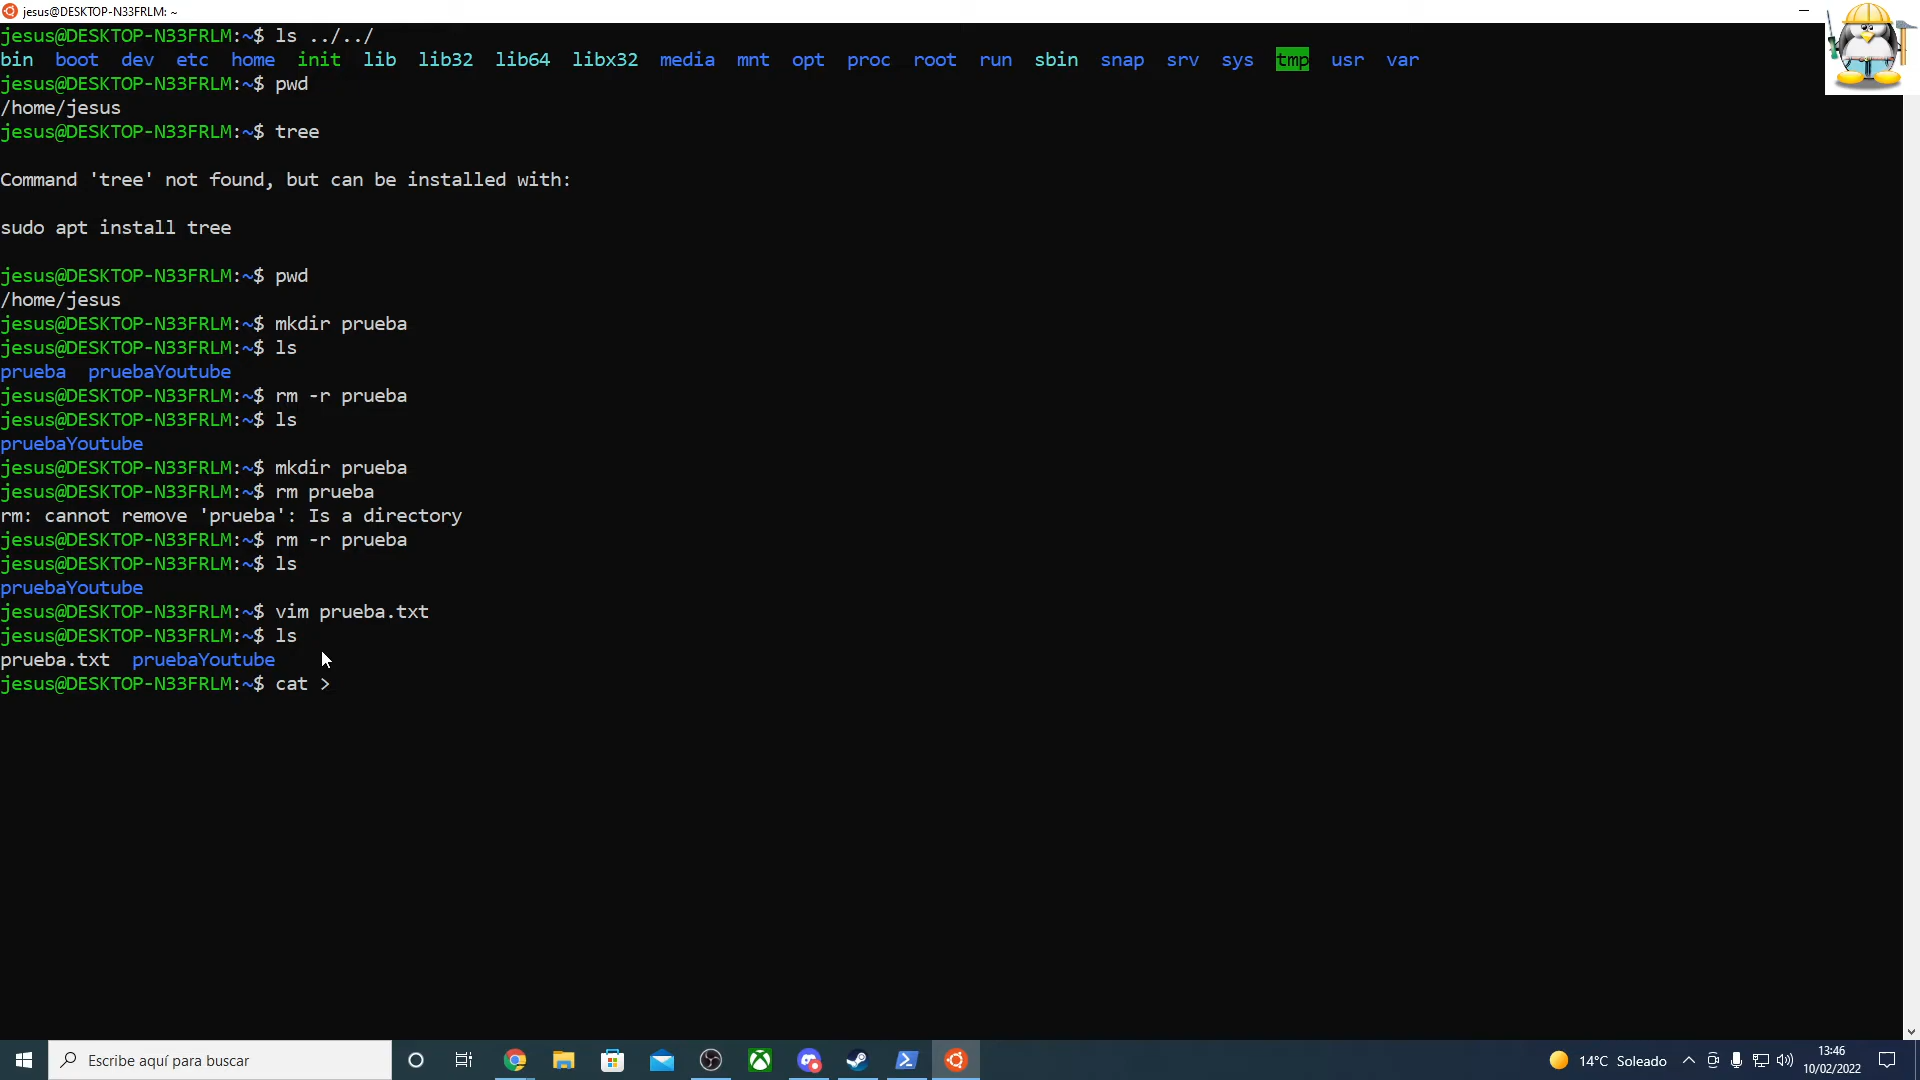 jesus@DESKTOP-N33FRLM: ~
jesus@DESKTOP-N33FRLM:~$ ls ../../
bin boot dev etc home init lib lib32 lib64 libx32 media mnt opt proc root run sbin snap srv sys tmp usr var
jesus@DESKTOP-N33FRLM:~$ pwd
/home/jesus
jesus@DESKTOP-N33FRLM:~$ tree
Command 'tree' not found, but can be installed with:
sudo apt install tree
jesus@DESKTOP-N33FRLM:~$ pwd
/home/jesus
jesus@DESKTOP-N33FRLM:~$ mkdir prueba
jesus@DESKTOP-N33FRLM:~$ ls
prueba pruebaYoutube
jesus@DESKTOP-N33FRLM:~$ rm -r prueba
jesus@DESKTOP-N33FRLM:~$ ls
pruebaYoutube
jesus@DESKTOP-N33FRLM:~$ mkdir prueba
jesus@DESKTOP-N33FRLM:~$ rm prueba
rm: cannot remove 'prueba': Is a directory
jesus@DESKTOP-N33FRLM:~$ rm -r prueba
jesus@DESKTOP-N33FRLM:~$ ls
pruebaYoutube
jesus@DESKTOP-N33FRLM:~$ vim prueba.txt
jesus@DESKTOP-N33FRLM:~$ ls
prueba.txt pruebaYoutube
jesus@DESKTOP-N33FRLM:~$ cat >
Escribe aquí para buscar
14°C Soleado
13:46
10/02/2022